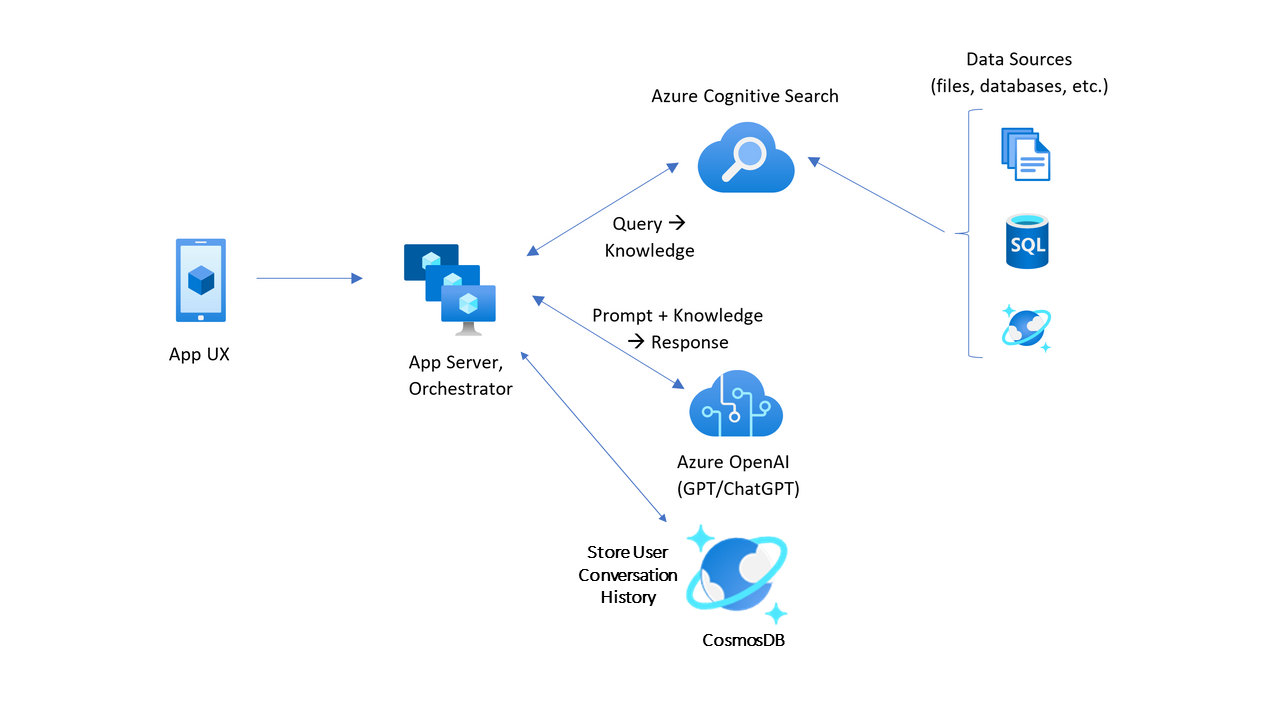 Data Sources
(files, databases, etc.)
Azure Cognitive Search
Query →
Knowledge
SQL
App UX
App Server,
Orchestrator
Prompt + Knowledge
→ Response
Azure OpenAI
(GPT/ChatGPT)
Store User
Conversation
History
CosmosDB